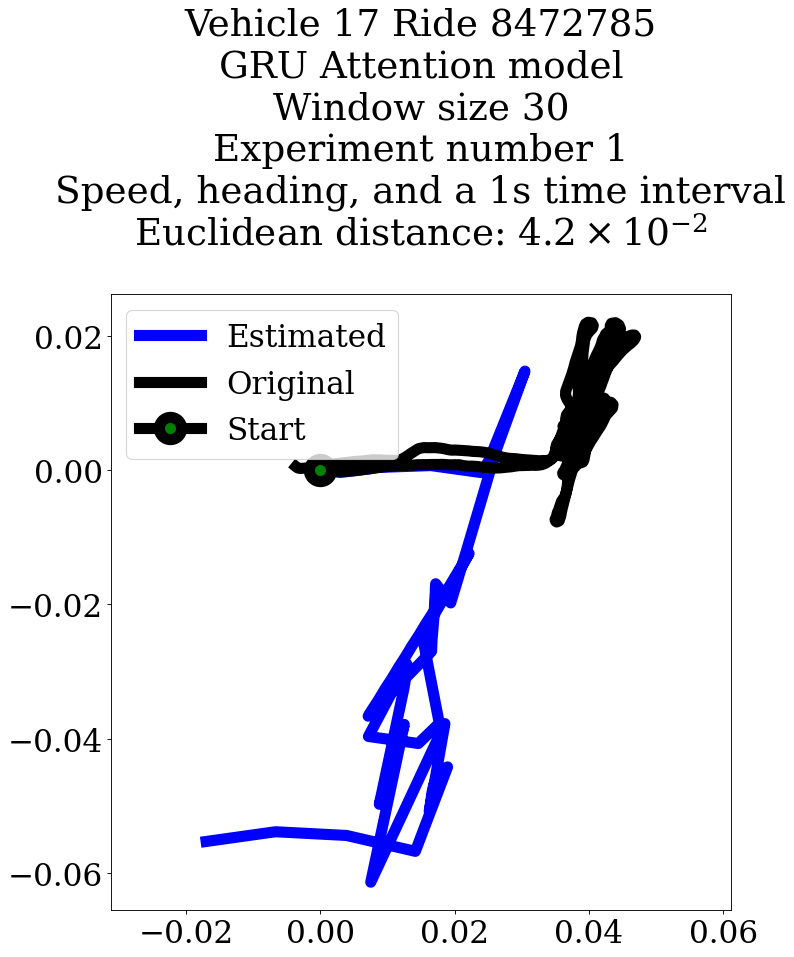 Vehicle 17 Ride 8472785
GRU Attention model
Window size 30
Experiment number 1
Speed, heading, and a 1s time interval
Euclidean distance: 4.2 × 10⁻²
Estimated
Original
Start
0.02
0.00
−0.02
−0.04
−0.06
−0.02 0.00 0.02 0.04 0.06